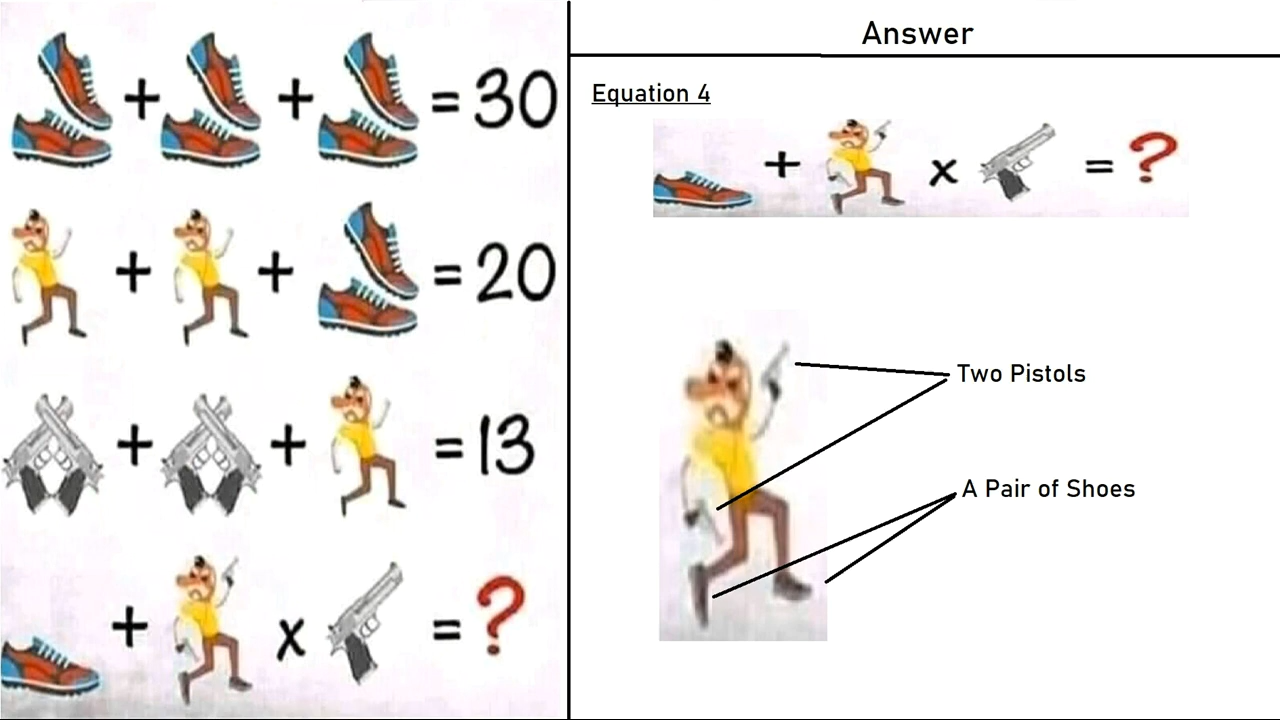 + + = 30
+ + = 20
+ + = 13
+ x = ?
Answer
Equation 4
+ x = ?
Two Pistols
A Pair of Shoes